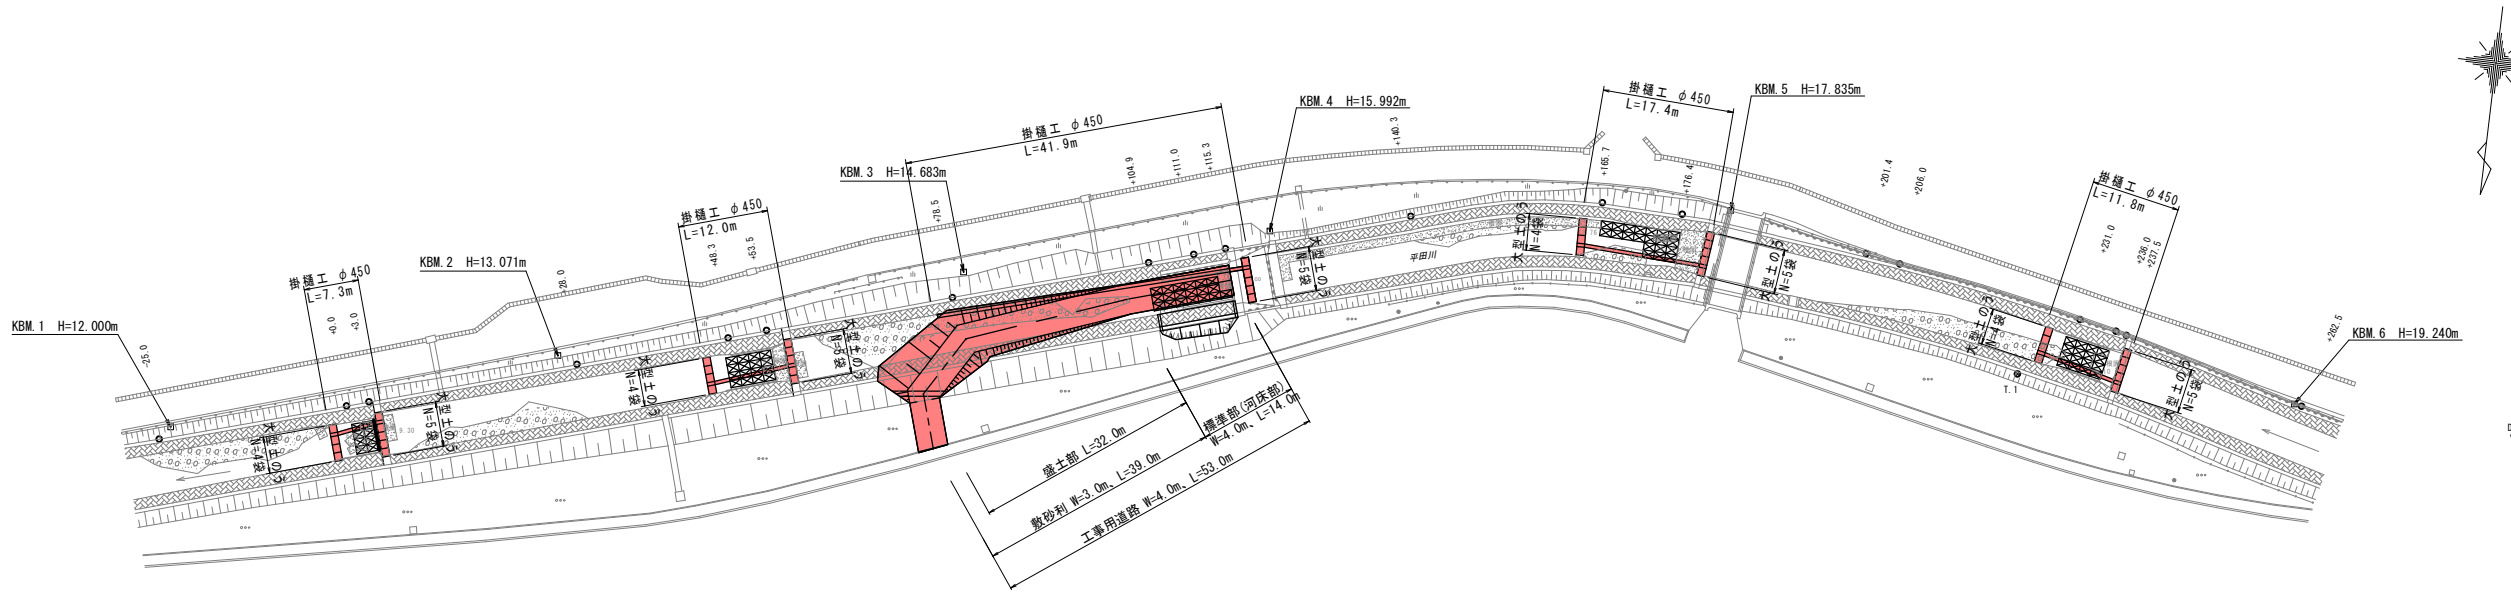 KBM.1 H=12.000m
-25.0
掛樋工 φ450
L=7.3m
+0.0
+3.0
大型土のう
N=4袋
大型土のう
N=5袋
9.30
KBM.2 H=13.071m
+28.0
掛樋工 φ450
L=12.0m
+48.3
+53.5
大型土のう
N=4袋
大型土のう
N=5袋
KBM.3 H=14.683m
+78.5
掛樋工 φ450
L=41.9m
+104.9
+111.0
+115.3
KBM.4 H=15.992m
+140.3
大型土のう
N=5袋
平田川
標準部(河床部)
W=4.0m、L=14.0m
盛土部 L=32.0m
敷砂利 W=3.0m、L=39.0m
工事用道路 W=4.0m、L=53.0m
掛樋工 φ450
L=17.4m
+165.7
+176.4
大型土のう
N=4袋
大型土のう
N=5袋
KBM.5 H=17.835m
+201.4
+206.0
掛樋工 φ450
L=11.8m
+231.0
+236.0
+237.5
大型土のう
N=4袋
大型土のう
N=5袋
T.1
+262.5
KBM.6 H=19.240m